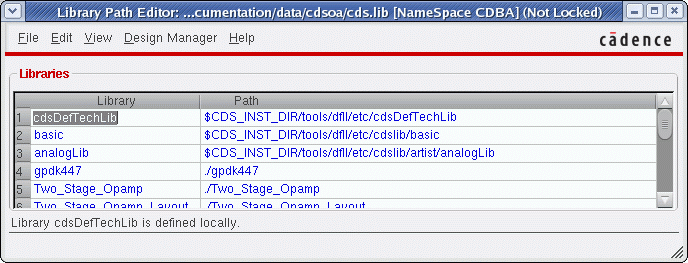 Library Path Editor: ...cumentation/data/cdsoa/cds.lib [NameSpace CDBA] (Not Locked)
File Edit View Design Manager Help cādence
Libraries
Library Path
1 cdsDefTechLib $CDS_INST_DIR/tools/dfII/etc/cdsDefTechLib
2 basic $CDS_INST_DIR/tools/dfII/etc/cdslib/basic
3 analogLib $CDS_INST_DIR/tools/dfII/etc/cdslib/artist/analogLib
4 gpdk447 ./gpdk447
5 Two_Stage_Opamp ./Two_Stage_Opamp
6 Two_Stage_Opamp_Layout ./Two_Stage_Opamp_Layout
Library cdsDefTechLib is defined locally.